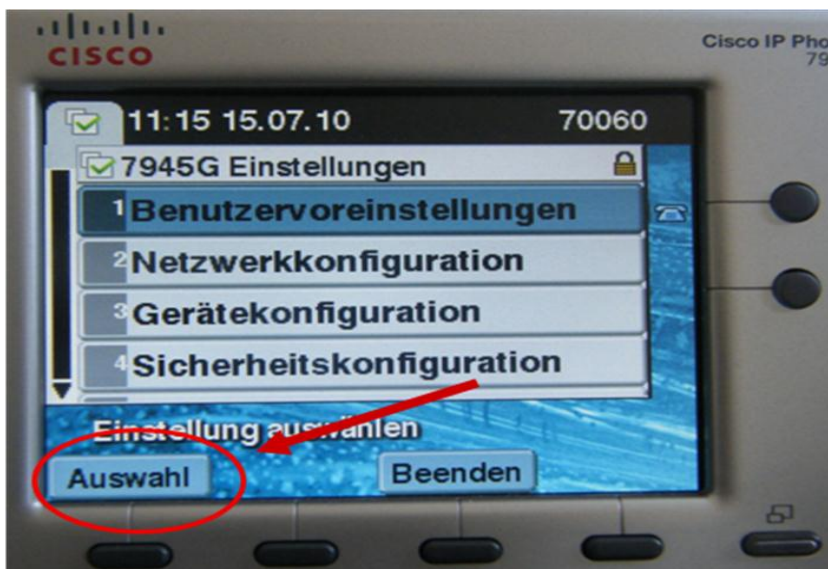 CISCO
Cisco IP Pho
79
11:15 15.07.10 70060
7945G Einstellungen
1 Benutzervoreinstellungen
2 Netzwerkkonfiguration
3 Gerätekonfiguration
4 Sicherheitskonfiguration
Einstellung auswählen
Auswahl Beenden